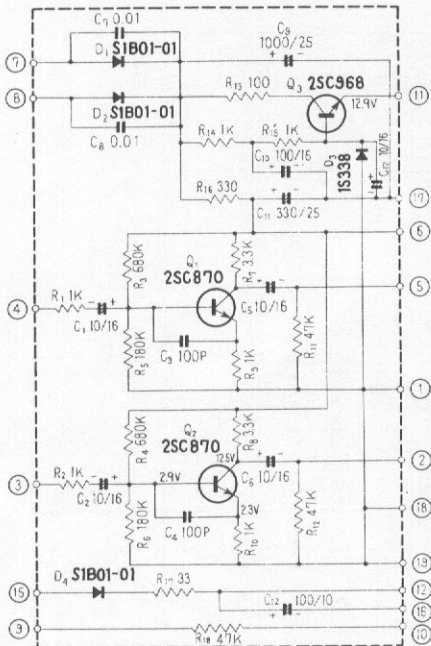 C7 0.01
D1 S1B01-01
C9
1000/25
7
8
D2 S1B01-01
C8 0.01
R13 100
Q3 2SC968
12.9V
11
R14 1K
R15 1K
C10 100/16
D3
1S338
C12 10/16
R16 330
C11 330/25
17
6
R3 680K
Q1
2SC870
R7 3.3K
4
R1 1K
C1 10/16
C5 10/16
5
R5 180K
C3 100P
R9 1K
R11 47K
1
R4 680K
Q2
2SC870
R8 3.3K
12.5V
2
3
R2 1K
C2 10/16
2.9V
C6 10/16
R6 180K
C4 100P
2.3V
R10 1K
R12 47K
18
19
D4 S1B01-01
15
R17 33
12
C12 100/10
16
9
R18 47K
10